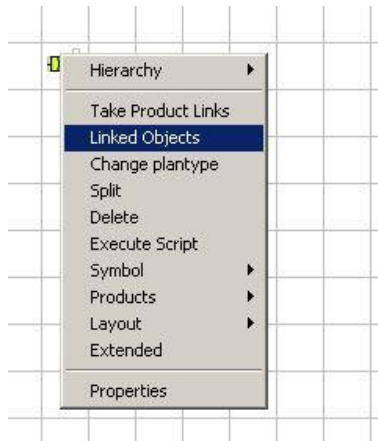 Hierarchy
Take Product Links
Linked Objects
Change plantype
Split
Delete
Execute Script
Symbol
Products
Layout
Extended
Properties